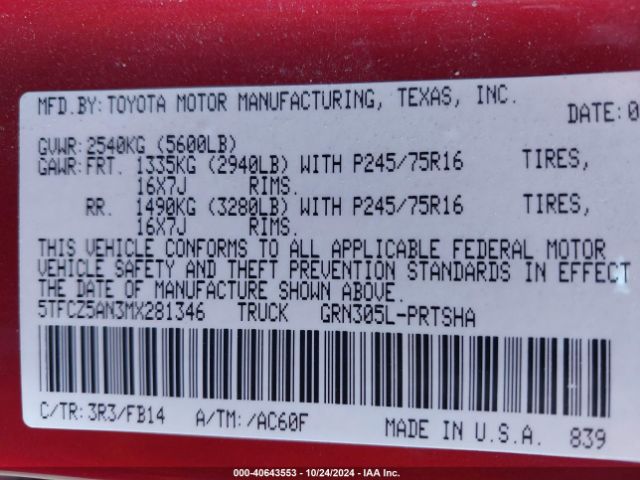 MFD.BY:TOYOTA MOTOR MANUFACTURING, TEXAS, INC.
DATE:0
GVWR:2540KG (5600LB)
GAWR:FRT. 1335KG (2940LB) WITH P245/75R16 TIRES,
16X7J RIMS.
RR. 1490KG (3280LB) WITH P245/75R16 TIRES,
16X7J RIMS.
THIS VEHICLE CONFORMS TO ALL APPLICABLE FEDERAL MOTOR
VEHICLE SAFETY AND THEFT PREVENTION STANDARDS IN EFFECT
THE DATE OF MANUFACTURE SHOWN ABOVE.
5TFCZ5AN3MX281346 TRUCK GRN305L-PRTSHA
C/TR:3R3/FB14 A/TM:/AC60F MADE IN U.S.A. 839
000-40643553 | 10/24/2024 | IAA Inc.